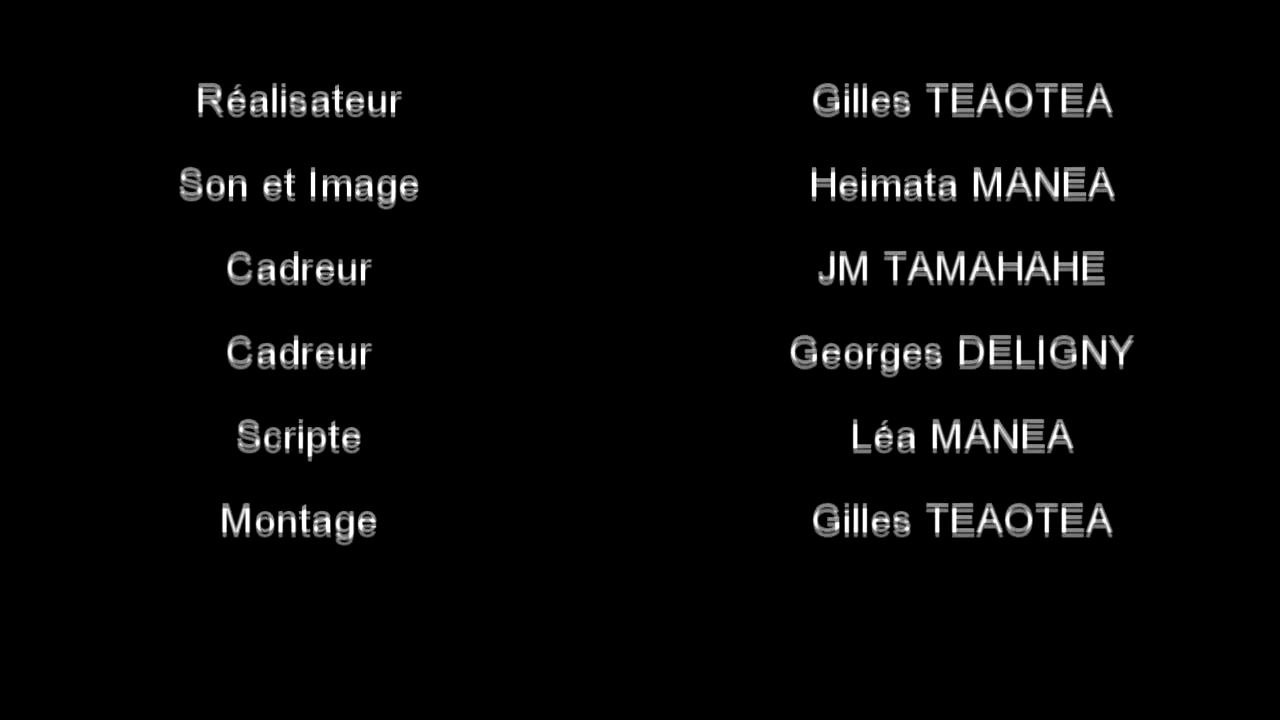 Réalisateur Gilles TEAOTEA
Son et Image Heimata MANEA
Cadreur JM TAMAHAHE
Cadreur Georges DELIGNY
Scripte Léa MANEA
Montage Gilles TEAOTEA